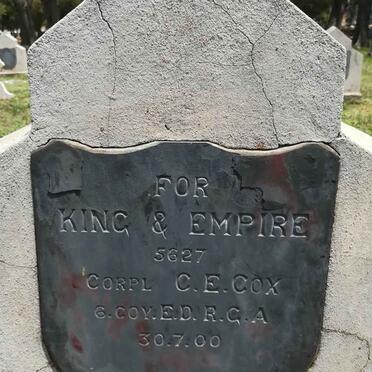 FOR
KING & EMPIRE
5627
CORPL C.E. COX
6.COY.E.D.R.G.A
30.7.00